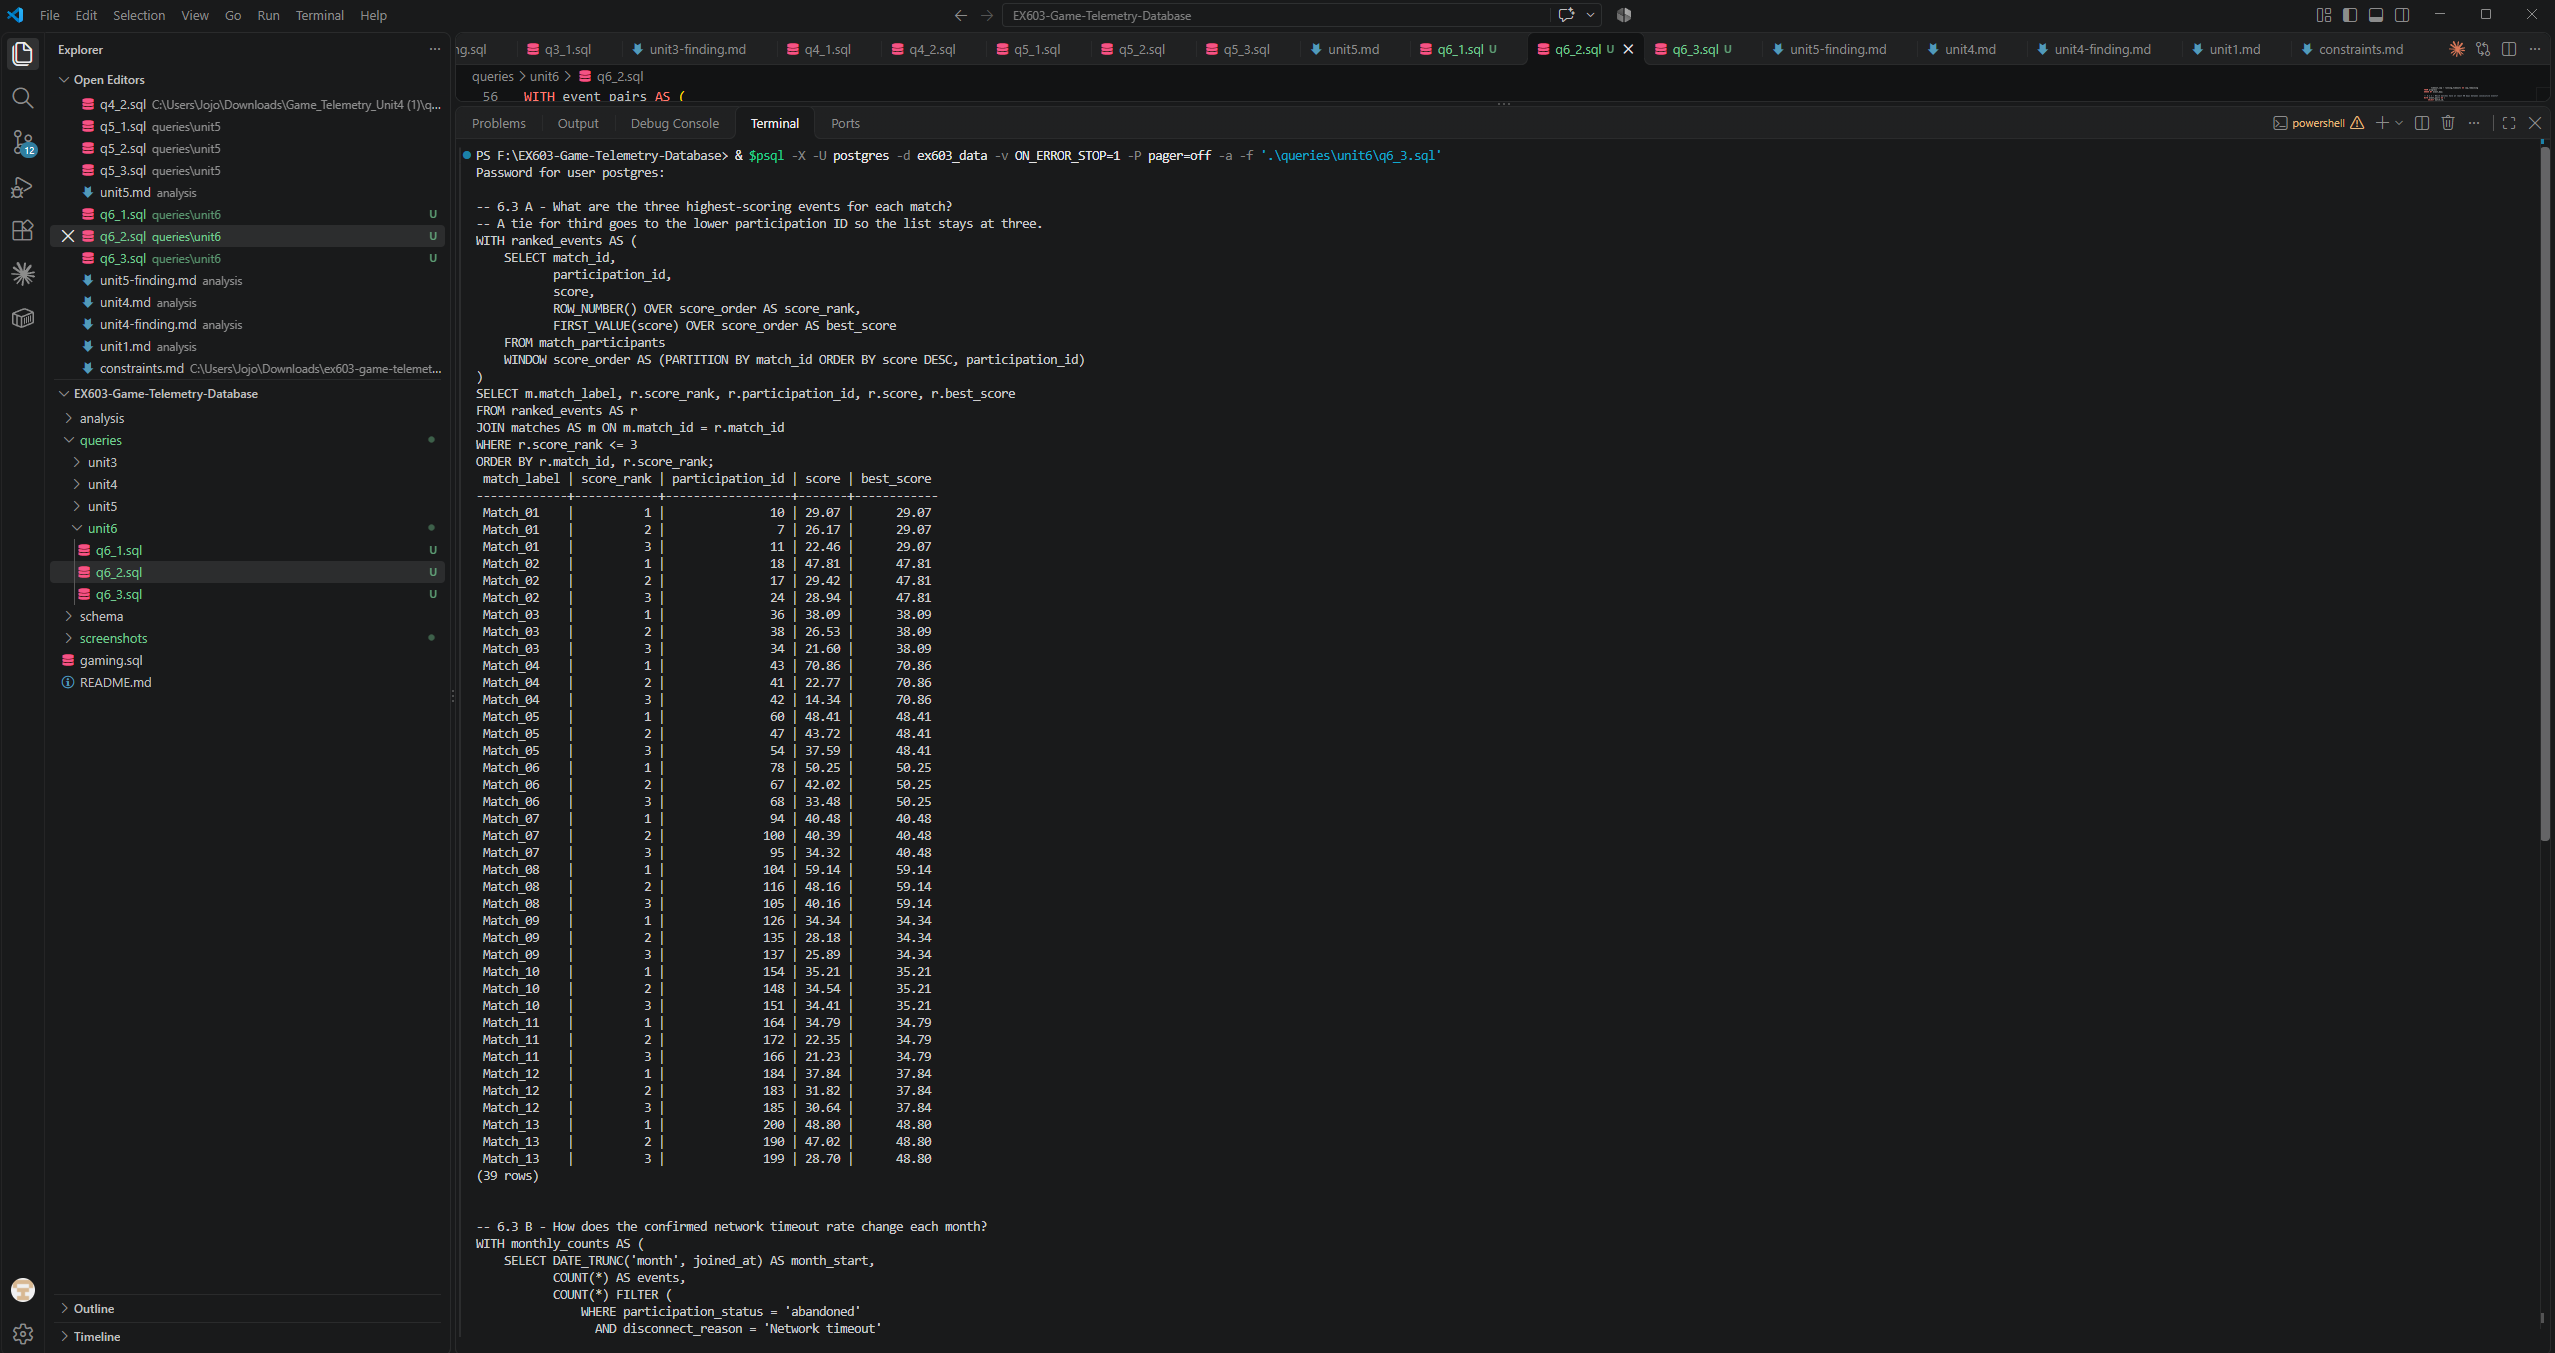 File Edit Selection View Go Run Terminal Help
EX603-Game-Telemetry-Database
Explorer
Open Editors
q4_2.sql C:\Users\Jojo\Downloads\Game_Telemetry_Unit4 (1)\q...
q5_1.sql queries\unit5
q5_2.sql queries\unit5
q5_3.sql queries\unit5
unit5.md analysis
q6_1.sql queries\unit6 U
q6_2.sql queries\unit6 U
q6_3.sql queries\unit6 U
unit5-finding.md analysis
unit4.md analysis
unit4-finding.md analysis
unit1.md analysis
constraints.md C:\Users\Jojo\Downloads\ex603-game-telemet...
EX603-Game-Telemetry-Database
analysis
queries
unit3
unit4
unit5
unit6
q6_1.sql U
q6_2.sql U
q6_3.sql U
schema
screenshots
gaming.sql
README.md
Outline
Timeline
12
ng.sql q3_1.sql unit3-finding.md q4_1.sql q4_2.sql q5_1.sql q5_2.sql q5_3.sql unit5.md q6_1.sql U q6_2.sql U q6_3.sql U unit5-finding.md unit4.md unit4-finding.md unit1.md constraints.md
queries > unit6 > q6_2.sql
56 WITH event_pairs AS (
Problems Output Debug Console Terminal Ports
powershell
PS F:\EX603-Game-Telemetry-Database> & $psql -X -U postgres -d ex603_data -v ON_ERROR_STOP=1 -P pager=off -a -f '.\queries\unit6\q6_3.sql'
Password for user postgres:
-- 6.3 A - What are the three highest-scoring events for each match?
-- A tie for third goes to the lower participation ID so the list stays at three.
WITH ranked_events AS (
SELECT match_id,
participation_id,
score,
ROW_NUMBER() OVER score_order AS score_rank,
FIRST_VALUE(score) OVER score_order AS best_score
FROM match_participants
WINDOW score_order AS (PARTITION BY match_id ORDER BY score DESC, participation_id)
)
SELECT m.match_label, r.score_rank, r.participation_id, r.score, r.best_score
FROM ranked_events AS r
JOIN matches AS m ON m.match_id = r.match_id
WHERE r.score_rank <= 3
ORDER BY r.match_id, r.score_rank;
match_label | score_rank | participation_id | score | best_score
-------------+------------+------------------+-------+------------
Match_01 | 1 | 10 | 29.07 | 29.07
Match_01 | 2 | 7 | 26.17 | 29.07
Match_01 | 3 | 11 | 22.46 | 29.07
Match_02 | 1 | 18 | 47.81 | 47.81
Match_02 | 2 | 17 | 29.42 | 47.81
Match_02 | 3 | 24 | 28.94 | 47.81
Match_03 | 1 | 36 | 38.09 | 38.09
Match_03 | 2 | 38 | 26.53 | 38.09
Match_03 | 3 | 34 | 21.60 | 38.09
Match_04 | 1 | 43 | 70.86 | 70.86
Match_04 | 2 | 41 | 22.77 | 70.86
Match_04 | 3 | 42 | 14.34 | 70.86
Match_05 | 1 | 60 | 48.41 | 48.41
Match_05 | 2 | 47 | 43.72 | 48.41
Match_05 | 3 | 54 | 37.59 | 48.41
Match_06 | 1 | 78 | 50.25 | 50.25
Match_06 | 2 | 67 | 42.02 | 50.25
Match_06 | 3 | 68 | 33.48 | 50.25
Match_07 | 1 | 94 | 40.48 | 40.48
Match_07 | 2 | 100 | 40.39 | 40.48
Match_07 | 3 | 95 | 34.32 | 40.48
Match_08 | 1 | 104 | 59.14 | 59.14
Match_08 | 2 | 116 | 48.16 | 59.14
Match_08 | 3 | 105 | 40.16 | 59.14
Match_09 | 1 | 126 | 34.34 | 34.34
Match_09 | 2 | 135 | 28.18 | 34.34
Match_09 | 3 | 137 | 25.89 | 34.34
Match_10 | 1 | 154 | 35.21 | 35.21
Match_10 | 2 | 148 | 34.54 | 35.21
Match_10 | 3 | 151 | 34.41 | 35.21
Match_11 | 1 | 164 | 34.79 | 34.79
Match_11 | 2 | 172 | 22.35 | 34.79
Match_11 | 3 | 166 | 21.23 | 34.79
Match_12 | 1 | 184 | 37.84 | 37.84
Match_12 | 2 | 183 | 31.82 | 37.84
Match_12 | 3 | 185 | 30.64 | 37.84
Match_13 | 1 | 200 | 48.80 | 48.80
Match_13 | 2 | 190 | 47.02 | 48.80
Match_13 | 3 | 199 | 28.70 | 48.80
(39 rows)
-- 6.3 B - How does the confirmed network timeout rate change each month?
WITH monthly_counts AS (
SELECT DATE_TRUNC('month', joined_at) AS month_start,
COUNT(*) AS events,
COUNT(*) FILTER (
WHERE participation_status = 'abandoned'
AND disconnect_reason = 'Network timeout'